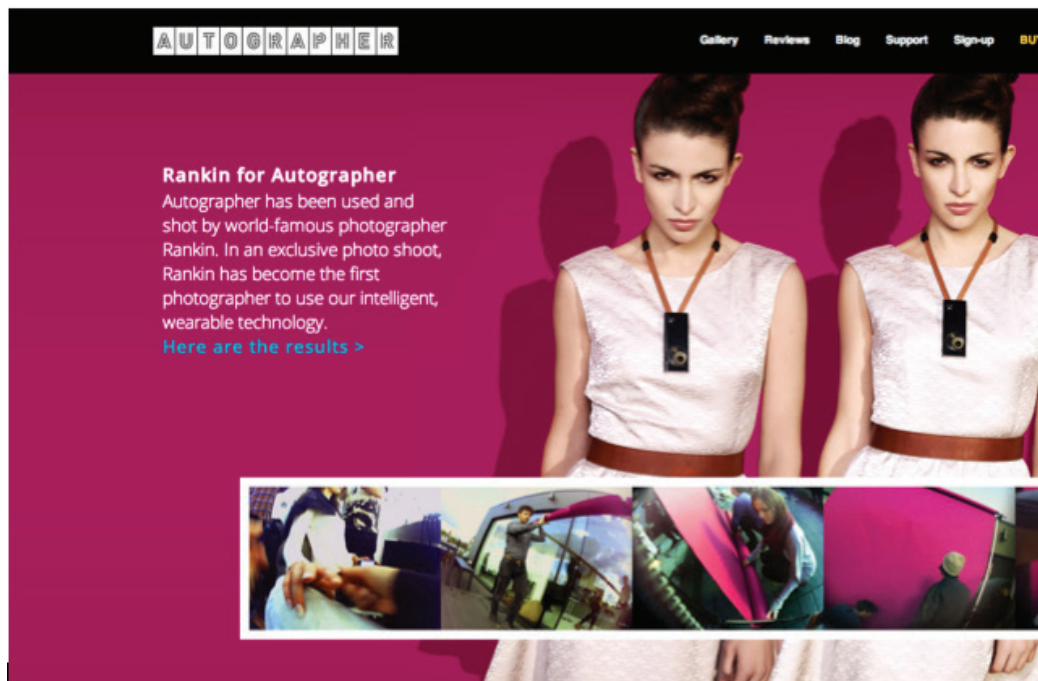 AUTOGRAPHER
Gallery Reviews Blog Support Sign-up BUY
Rankin for Autographer
Autographer has been used and
shot by world-famous photographer
Rankin. In an exclusive photo shoot,
Rankin has become the first
photographer to use our intelligent,
wearable technology.
Here are the results >